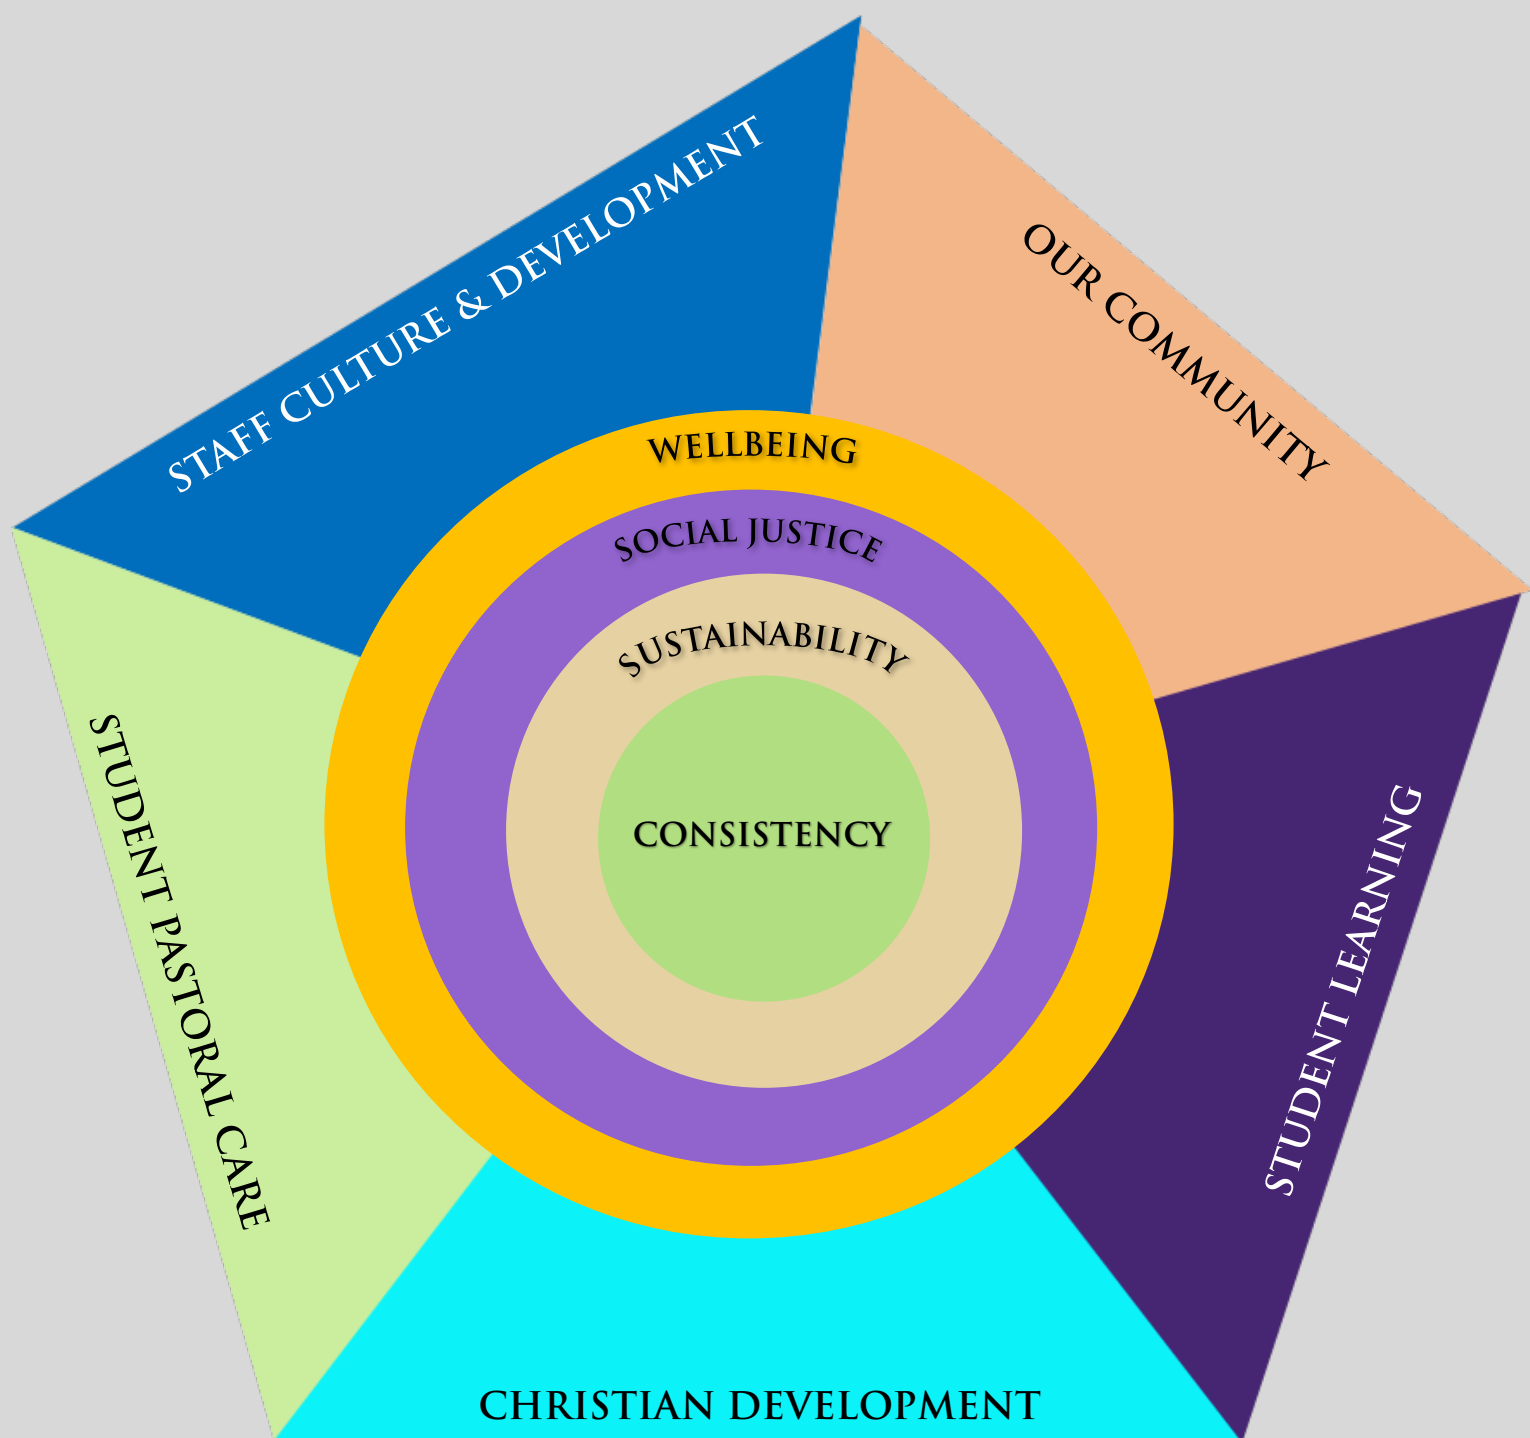 STAFF CULTURE & DEVELOPMENT
OUR COMMUNITY
WELLBEING
SOCIAL JUSTICE
SUSTAINABILITY
CONSISTENCY
STUDENT PASTORAL CARE
STUDENT LEARNING
CHRISTIAN DEVELOPMENT